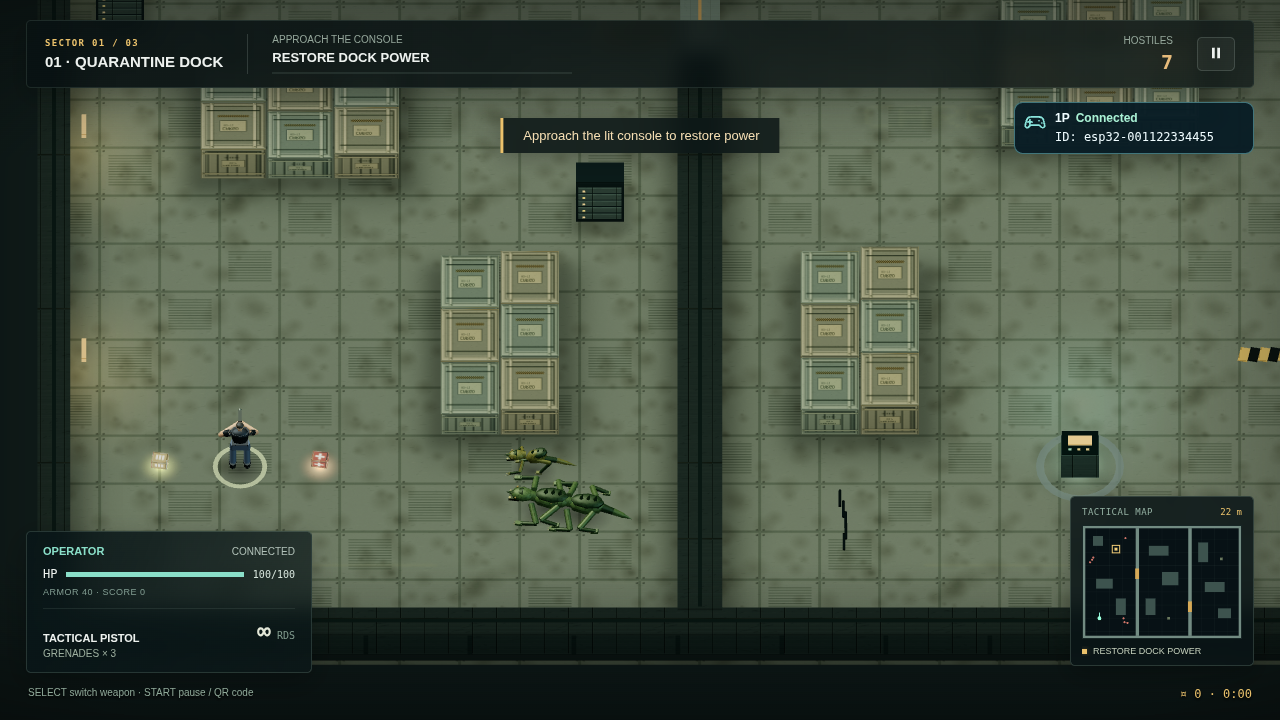 SECTOR 01 / 03
01 · QUARANTINE DOCK
APPROACH THE CONSOLE
RESTORE DOCK POWER
HOSTILES
7
1P Connected
ID: esp32-001122334455
Approach the lit console to restore power
OPERATOR
CONNECTED
HP 100/100
ARMOR 40 · SCORE 0
TACTICAL PISTOL
∞ RDS
GRENADES × 3
TACTICAL MAP
22 m
RESTORE DOCK POWER
SELECT switch weapon · START pause / QR code
¤ 0 · 0:00